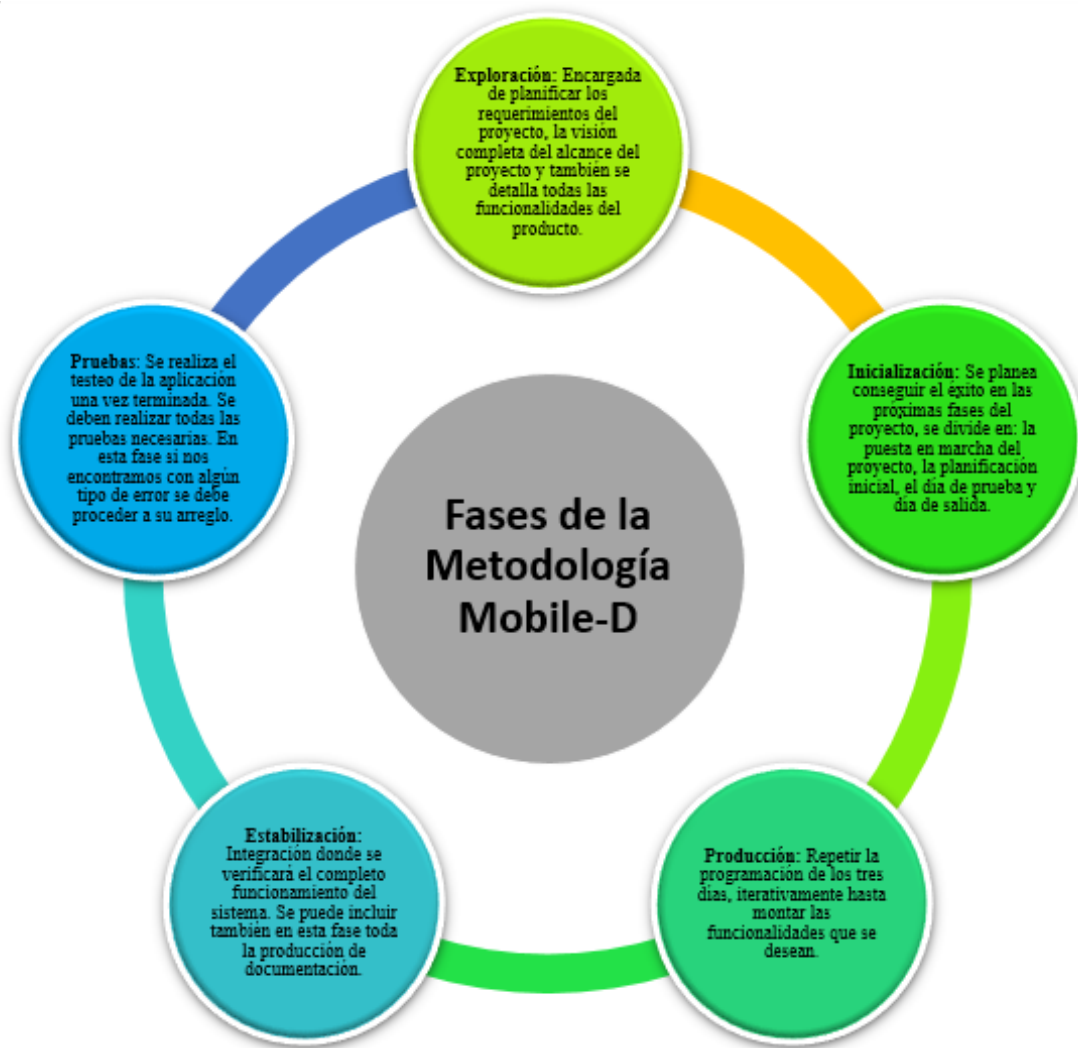 Exploración: Encargada
de planificar los
requerimientos del
proyecto, la visión
completa del alcance del
proyecto y también se
detalla todas las
funcionalidades del
producto.
Inicialización: Se planea
conseguir el éxito en las
próximas fases del
proyecto, se divide en: la
puesta en marcha del
proyecto, la planificación
inicial, el día de prueba y
día de salida.
Producción: Repetir la
programación de los tres
días, iterativamente hasta
montar las
funcionalidades que se
desean.
Estabilización:
Integración donde se
verificará el completo
funcionamiento del
sistema. Se puede incluir
también en esta fase toda
la producción de
documentación.
Pruebas: Se realiza el
testeo de la aplicación
una vez terminada. Se
deben realizar todas las
pruebas necesarias. En
esta fase si nos
encontramos con algún
tipo de error se debe
proceder a su arreglo.
Fases de la
Metodología
Mobile-D